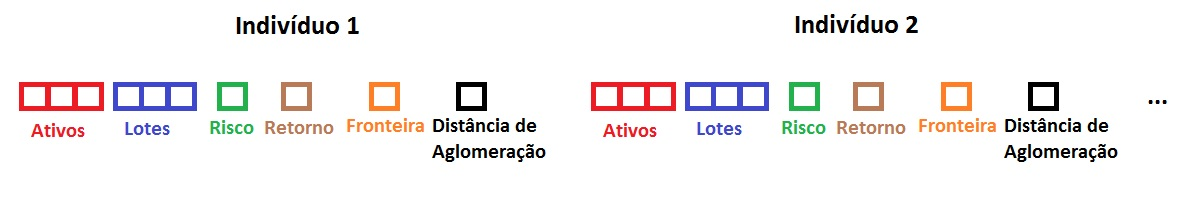 Indivíduo 1
Indivíduo 2
Ativos
Lotes
Risco
Retorno
Fronteira
Distância de
Aglomeração
Ativos
Lotes
Risco
Retorno
Fronteira
Distância de
Aglomeração
...